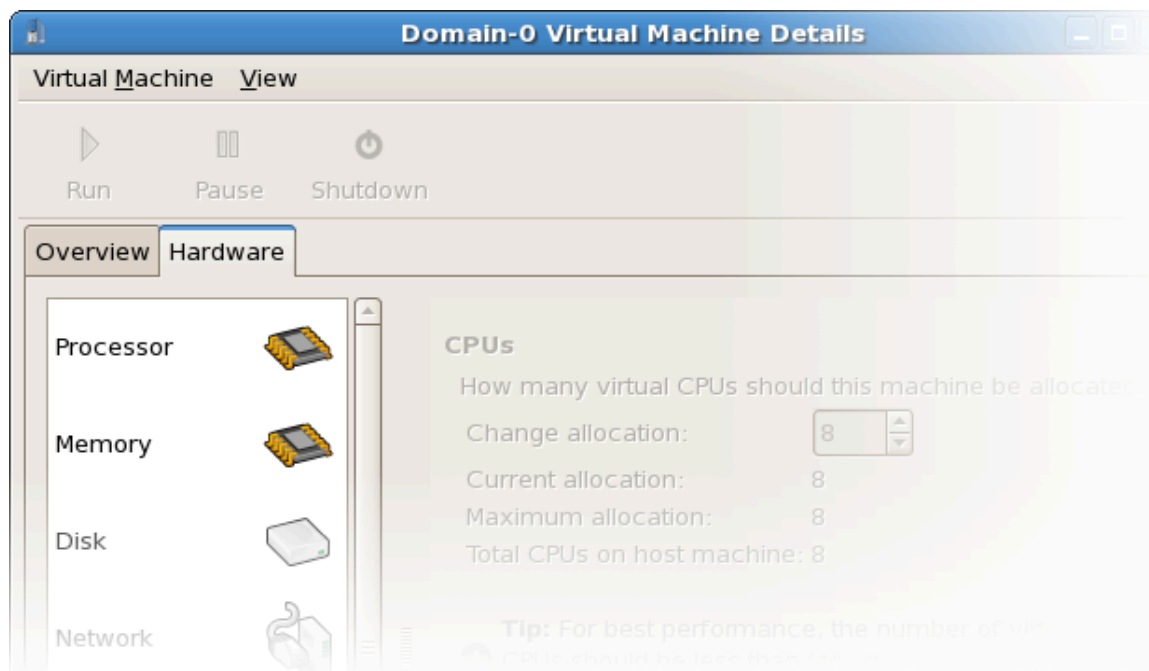 Domain-0 Virtual Machine Details
Virtual Machine View
Run Pause Shutdown
Overview Hardware
Processor
Memory
Disk
Network
CPUs
How many virtual CPUs should this machine be allocated
Change allocation: 8
Current allocation: 8
Maximum allocation: 8
Total CPUs on host machine: 8
Tip: For best performance, the number of
CPUs should be less than